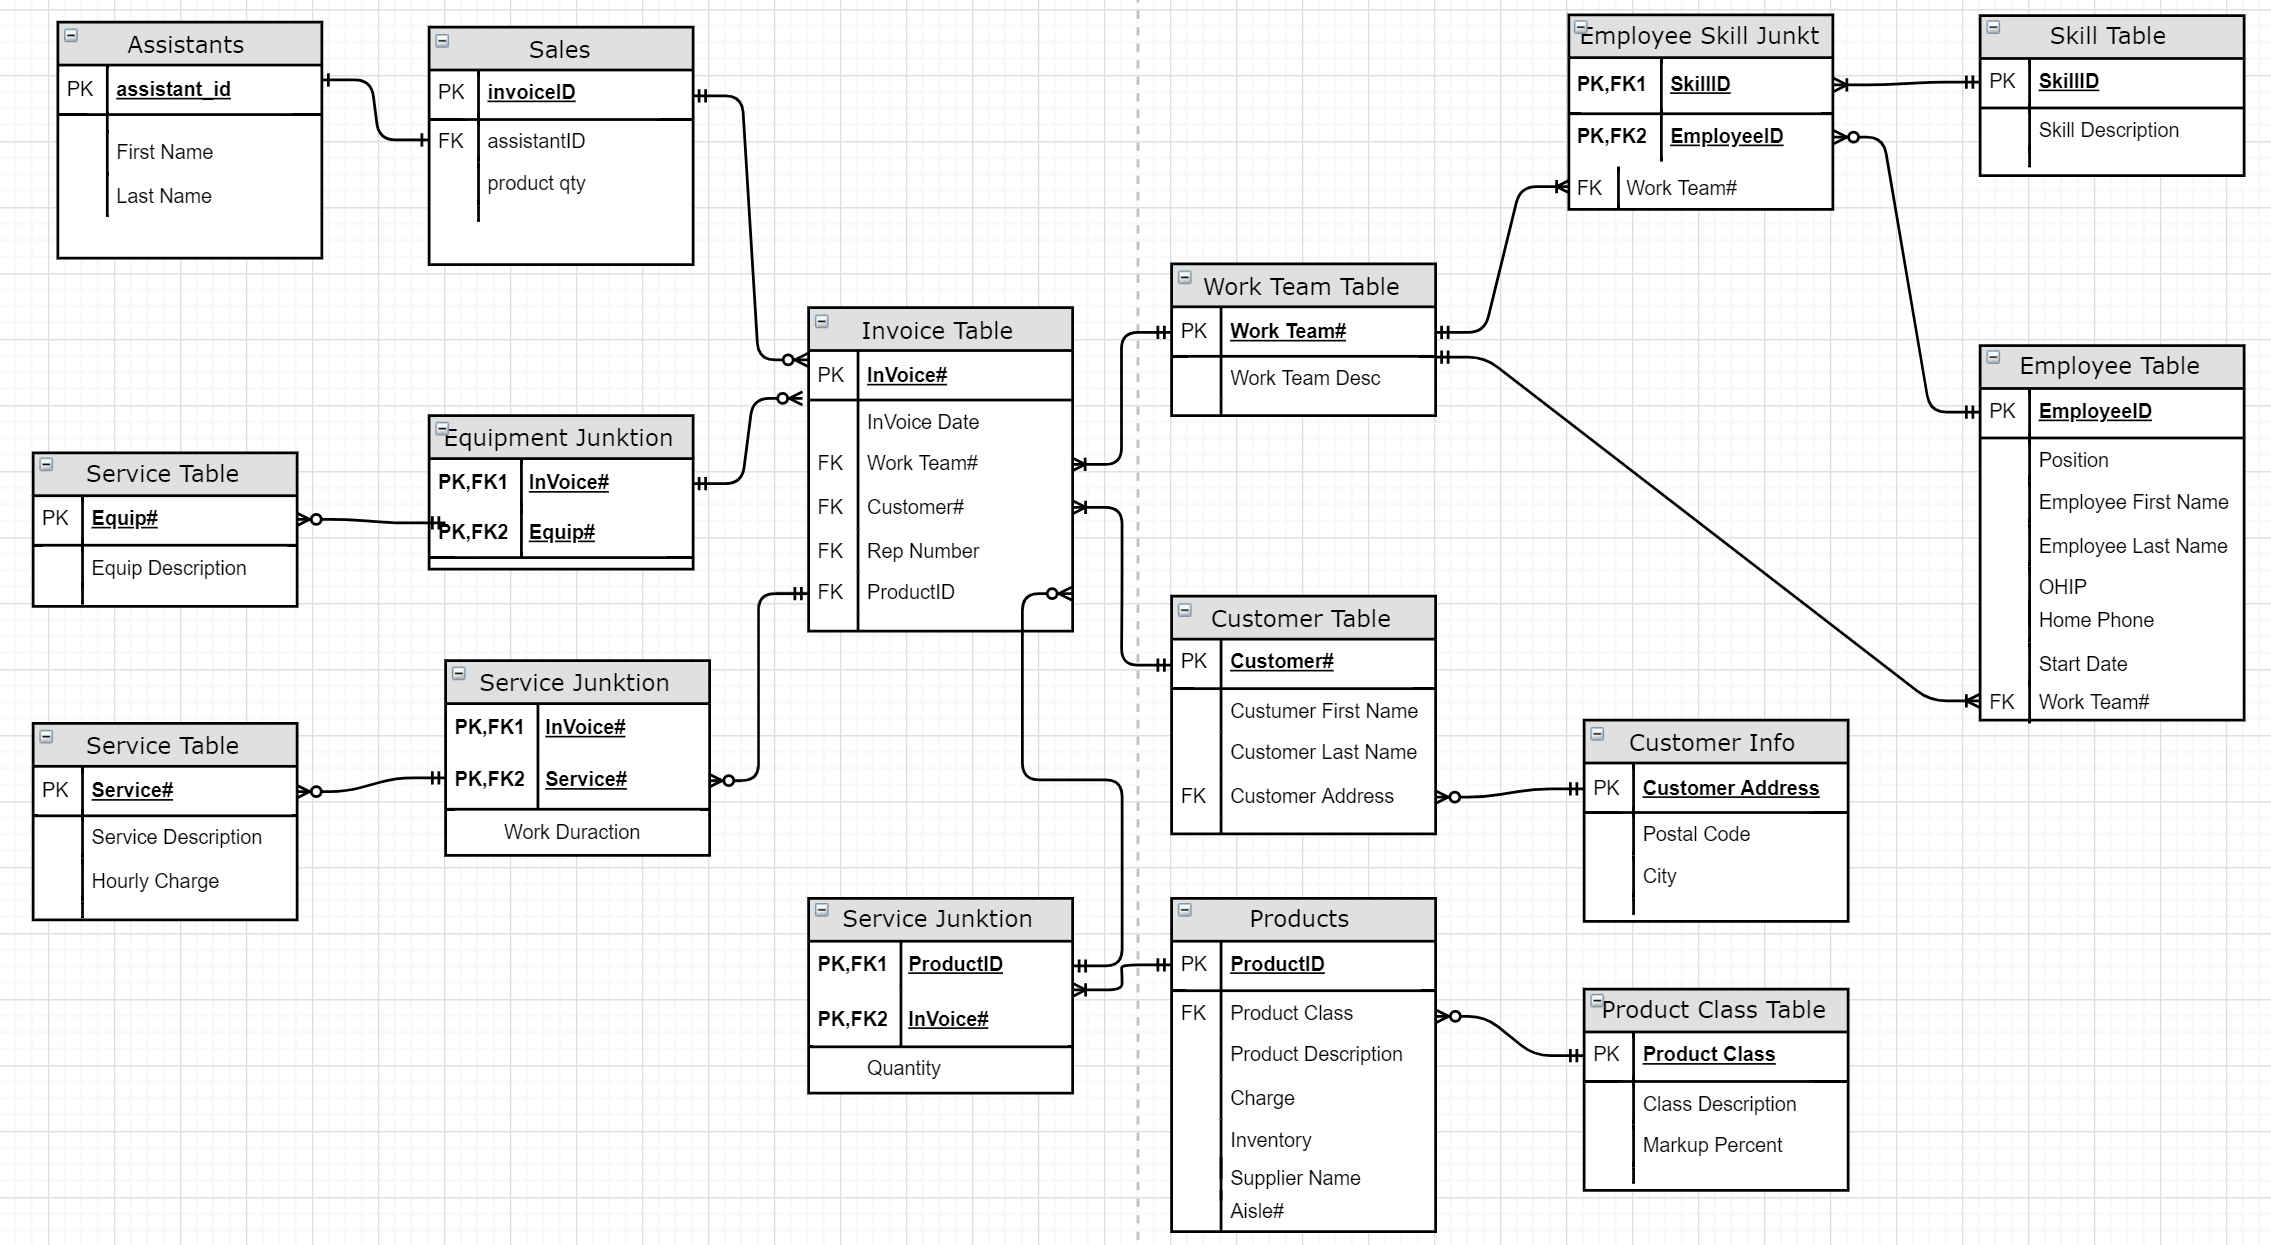 Assistants
PK assistant_id
First Name
Last Name
Sales
PK invoiceID
FK assistantID
product qty
Employee Skill Junkt
PK,FK1 SkillID
PK,FK2 EmployeeID
FK Work Team#
Skill Table
PK SkillID
Skill Description
Work Team Table
PK Work Team#
Work Team Desc
Invoice Table
PK InVoice#
InVoice Date
FK Work Team#
FK Customer#
FK Rep Number
FK ProductID
Employee Table
PK EmployeeID
Position
Employee First Name
Employee Last Name
OHIP
Home Phone
Start Date
FK Work Team#
Equipment Junktion
PK,FK1 InVoice#
PK,FK2 Equip#
Service Table
PK Equip#
Equip Description
Customer Table
PK Customer#
Custumer First Name
Customer Last Name
FK Customer Address
Service Junktion
PK,FK1 InVoice#
PK,FK2 Service#
Work Duraction
Service Table
PK Service#
Service Description
Hourly Charge
Customer Info
PK Customer Address
Postal Code
City
Service Junktion
PK,FK1 ProductID
PK,FK2 InVoice#
Quantity
Products
PK ProductID
FK Product Class
Product Description
Charge
Inventory
Supplier Name
Aisle#
Product Class Table
PK Product Class
Class Description
Markup Percent